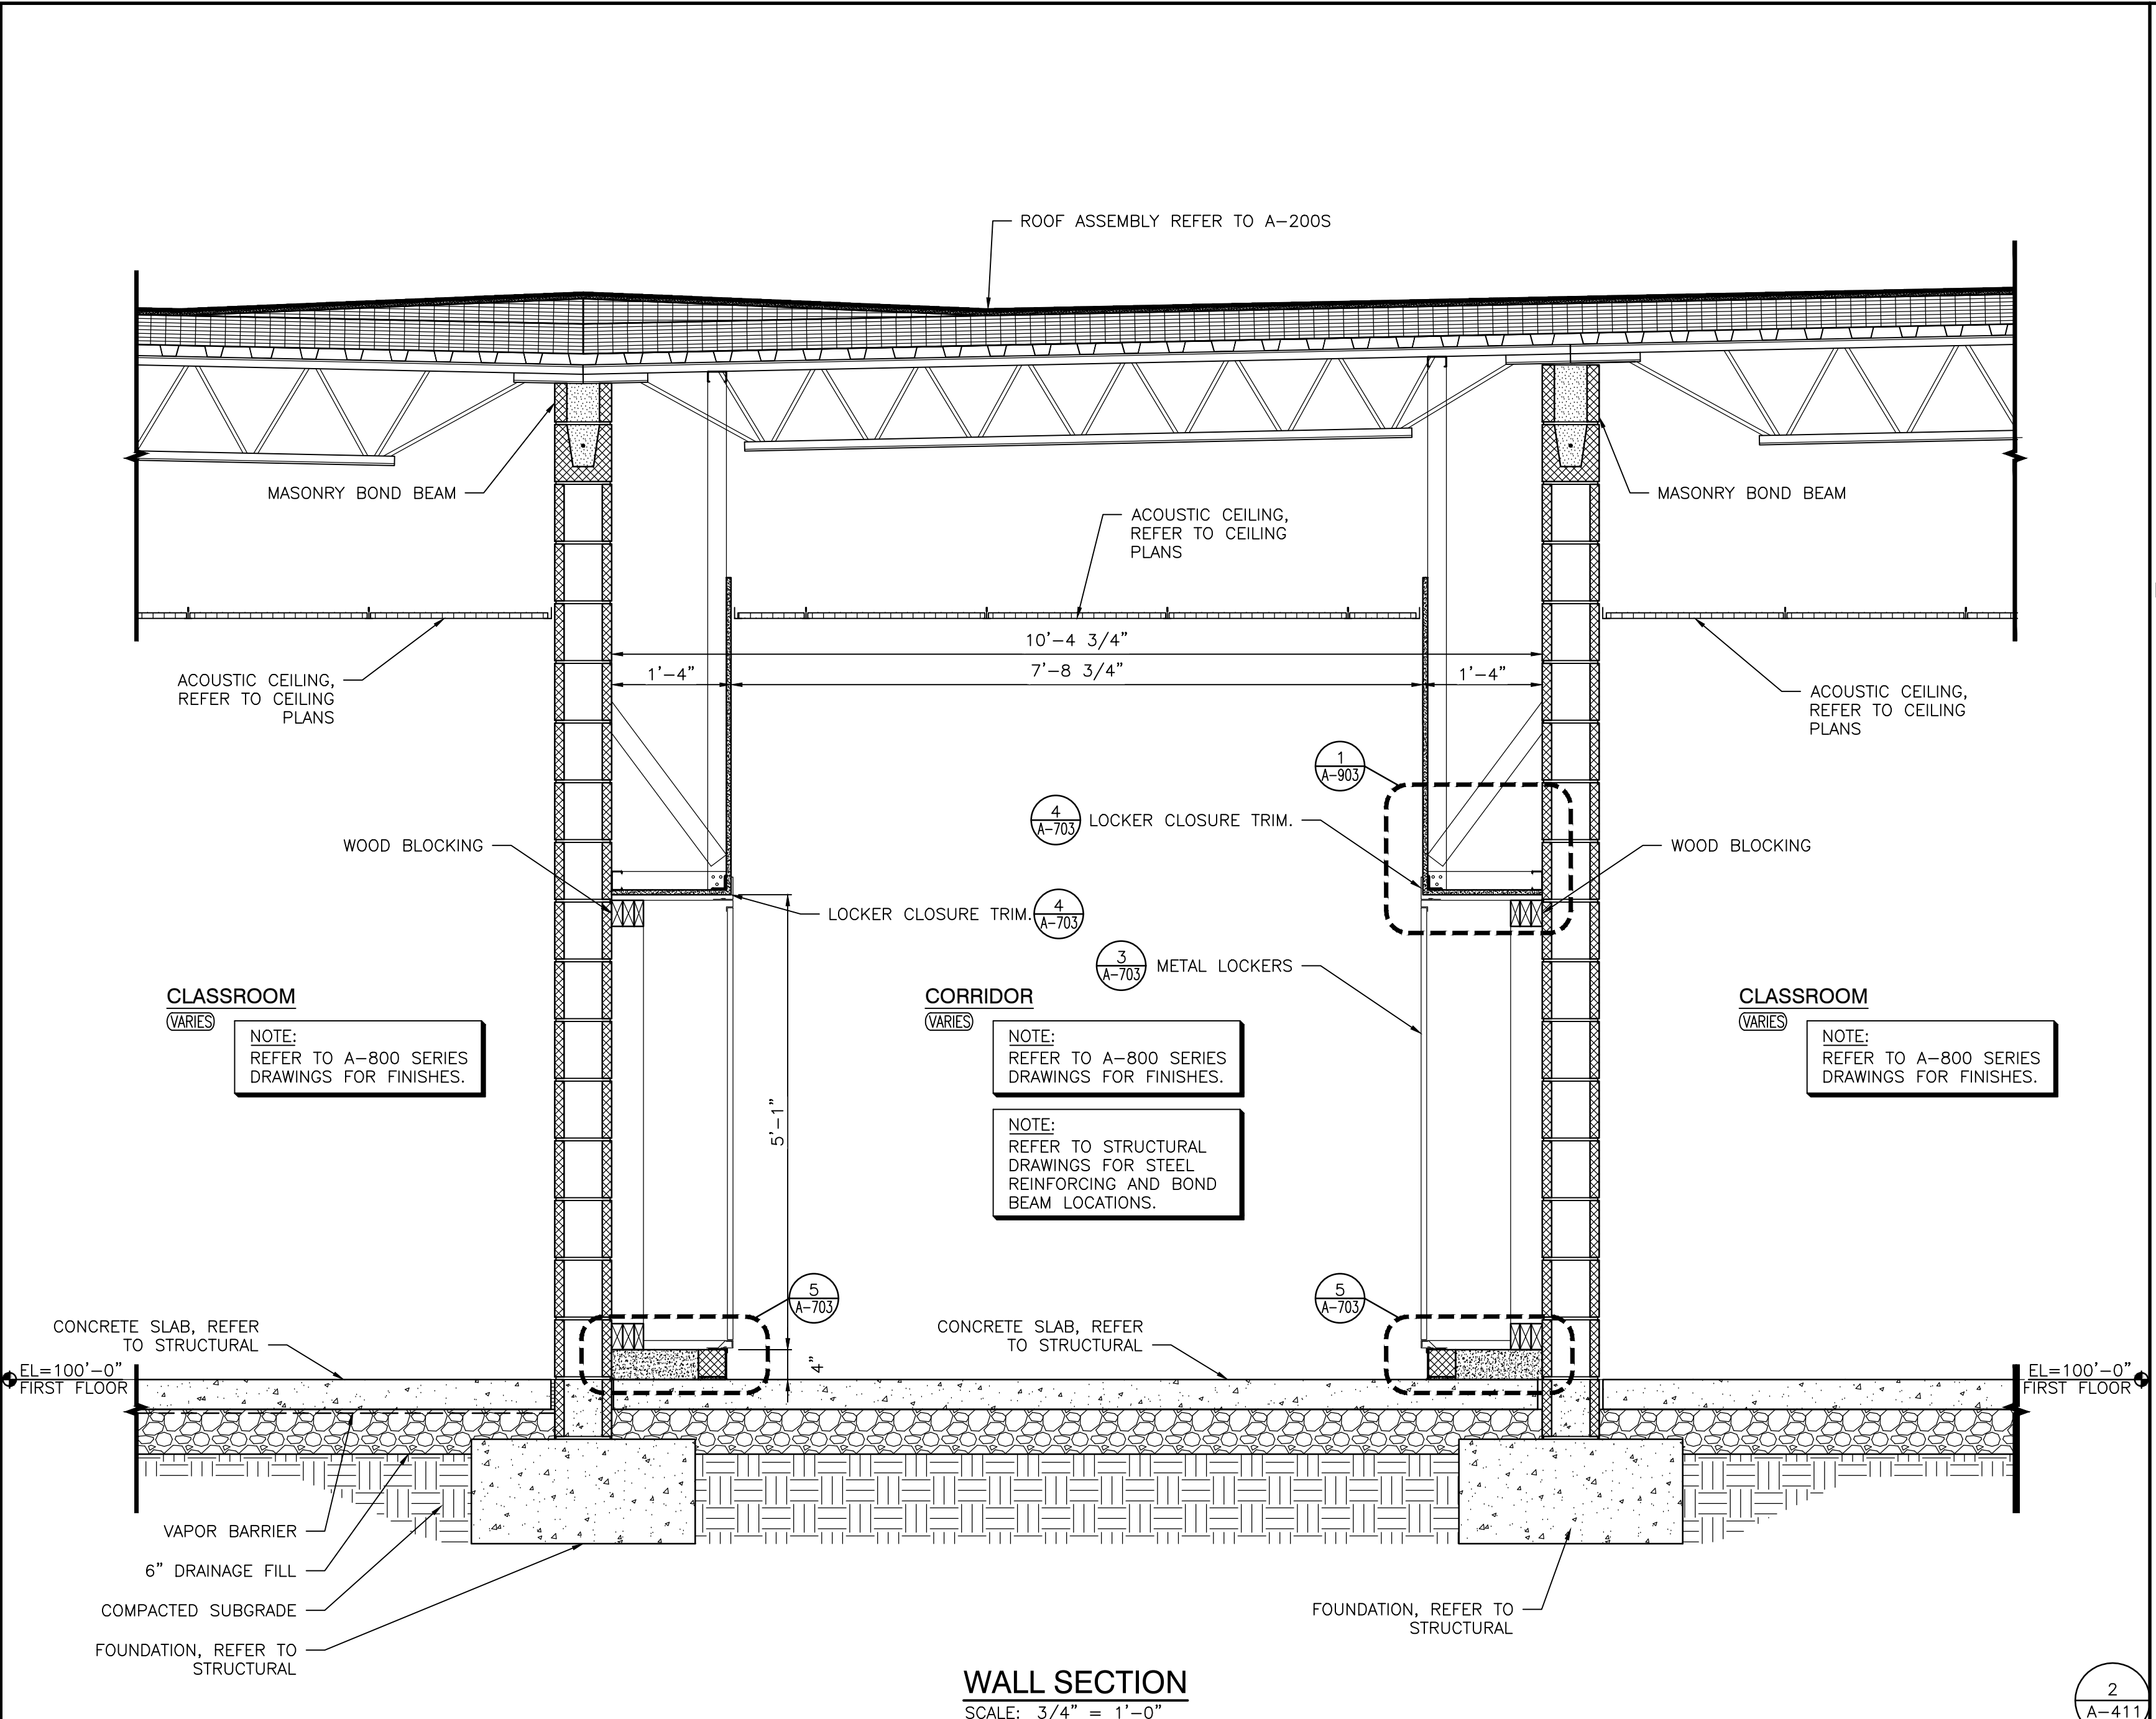 ROOF ASSEMBLY REFER TO A-200S
MASONRY BOND BEAM
MASONRY BOND BEAM
ACOUSTIC CEILING,
REFER TO CEILING
PLANS
10'-4 3/4"
1'-4"
7'-8 3/4"
1'-4"
ACOUSTIC CEILING,
REFER TO CEILING
PLANS
ACOUSTIC CEILING,
REFER TO CEILING
PLANS
1
A-903
4
A-703
LOCKER CLOSURE TRIM.
WOOD BLOCKING
WOOD BLOCKING
LOCKER CLOSURE TRIM.
4
A-703
3
A-703
METAL LOCKERS
CLASSROOM
VARIES
NOTE:
REFER TO A-800 SERIES
DRAWINGS FOR FINISHES.
CORRIDOR
VARIES
NOTE:
REFER TO A-800 SERIES
DRAWINGS FOR FINISHES.
NOTE:
REFER TO STRUCTURAL
DRAWINGS FOR STEEL
REINFORCING AND BOND
BEAM LOCATIONS.
CLASSROOM
VARIES
NOTE:
REFER TO A-800 SERIES
DRAWINGS FOR FINISHES.
5'-1"
5
A-703
5
A-703
CONCRETE SLAB, REFER
TO STRUCTURAL
CONCRETE SLAB, REFER
TO STRUCTURAL
4"
EL=100'-0"
FIRST FLOOR
EL=100'-0"
FIRST FLOOR
VAPOR BARRIER
6" DRAINAGE FILL
COMPACTED SUBGRADE
FOUNDATION, REFER TO
STRUCTURAL
FOUNDATION, REFER TO
STRUCTURAL
WALL SECTION
SCALE: 3/4" = 1'-0"
2
A-411